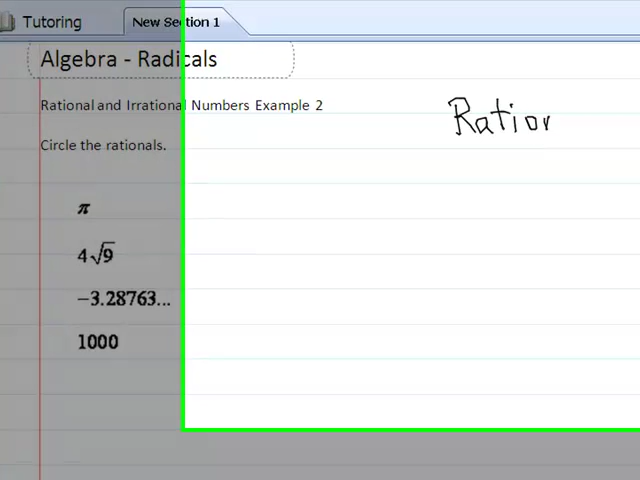 Tutoring
New Section 1
Algebra - Radicals
Rational and Irrational Numbers Example 2
Ration
Circle the rationals.
π
4√9
−3.28763...
1000